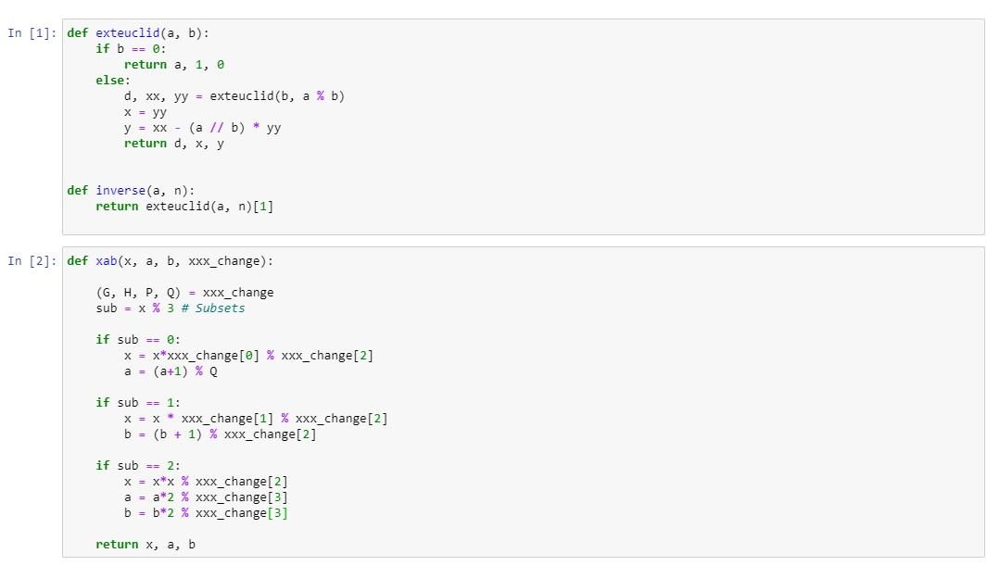 In [1]: def exteuclid(a, b):
    if b == 0:
        return a, 1, 0
    else:
        d, xx, yy = exteuclid(b, a % b)
        x = yy
        y = xx - (a // b) * yy
        return d, x, y
def inverse(a, n):
    return exteuclid(a, n)[1]
In [2]: def xab(x, a, b, xxx_change):
    (G, H, P, Q) = xxx_change
    sub = x % 3 # Subsets
    if sub == 0:
        x = x*xxx_change[0] % xxx_change[2]
        a = (a+1) % Q
    if sub == 1:
        x = x * xxx_change[1] % xxx_change[2]
        b = (b + 1) % xxx_change[2]
    if sub == 2:
        x = x*x % xxx_change[2]
        a = a*2 % xxx_change[3]
        b = b*2 % xxx_change[3]
    return x, a, b